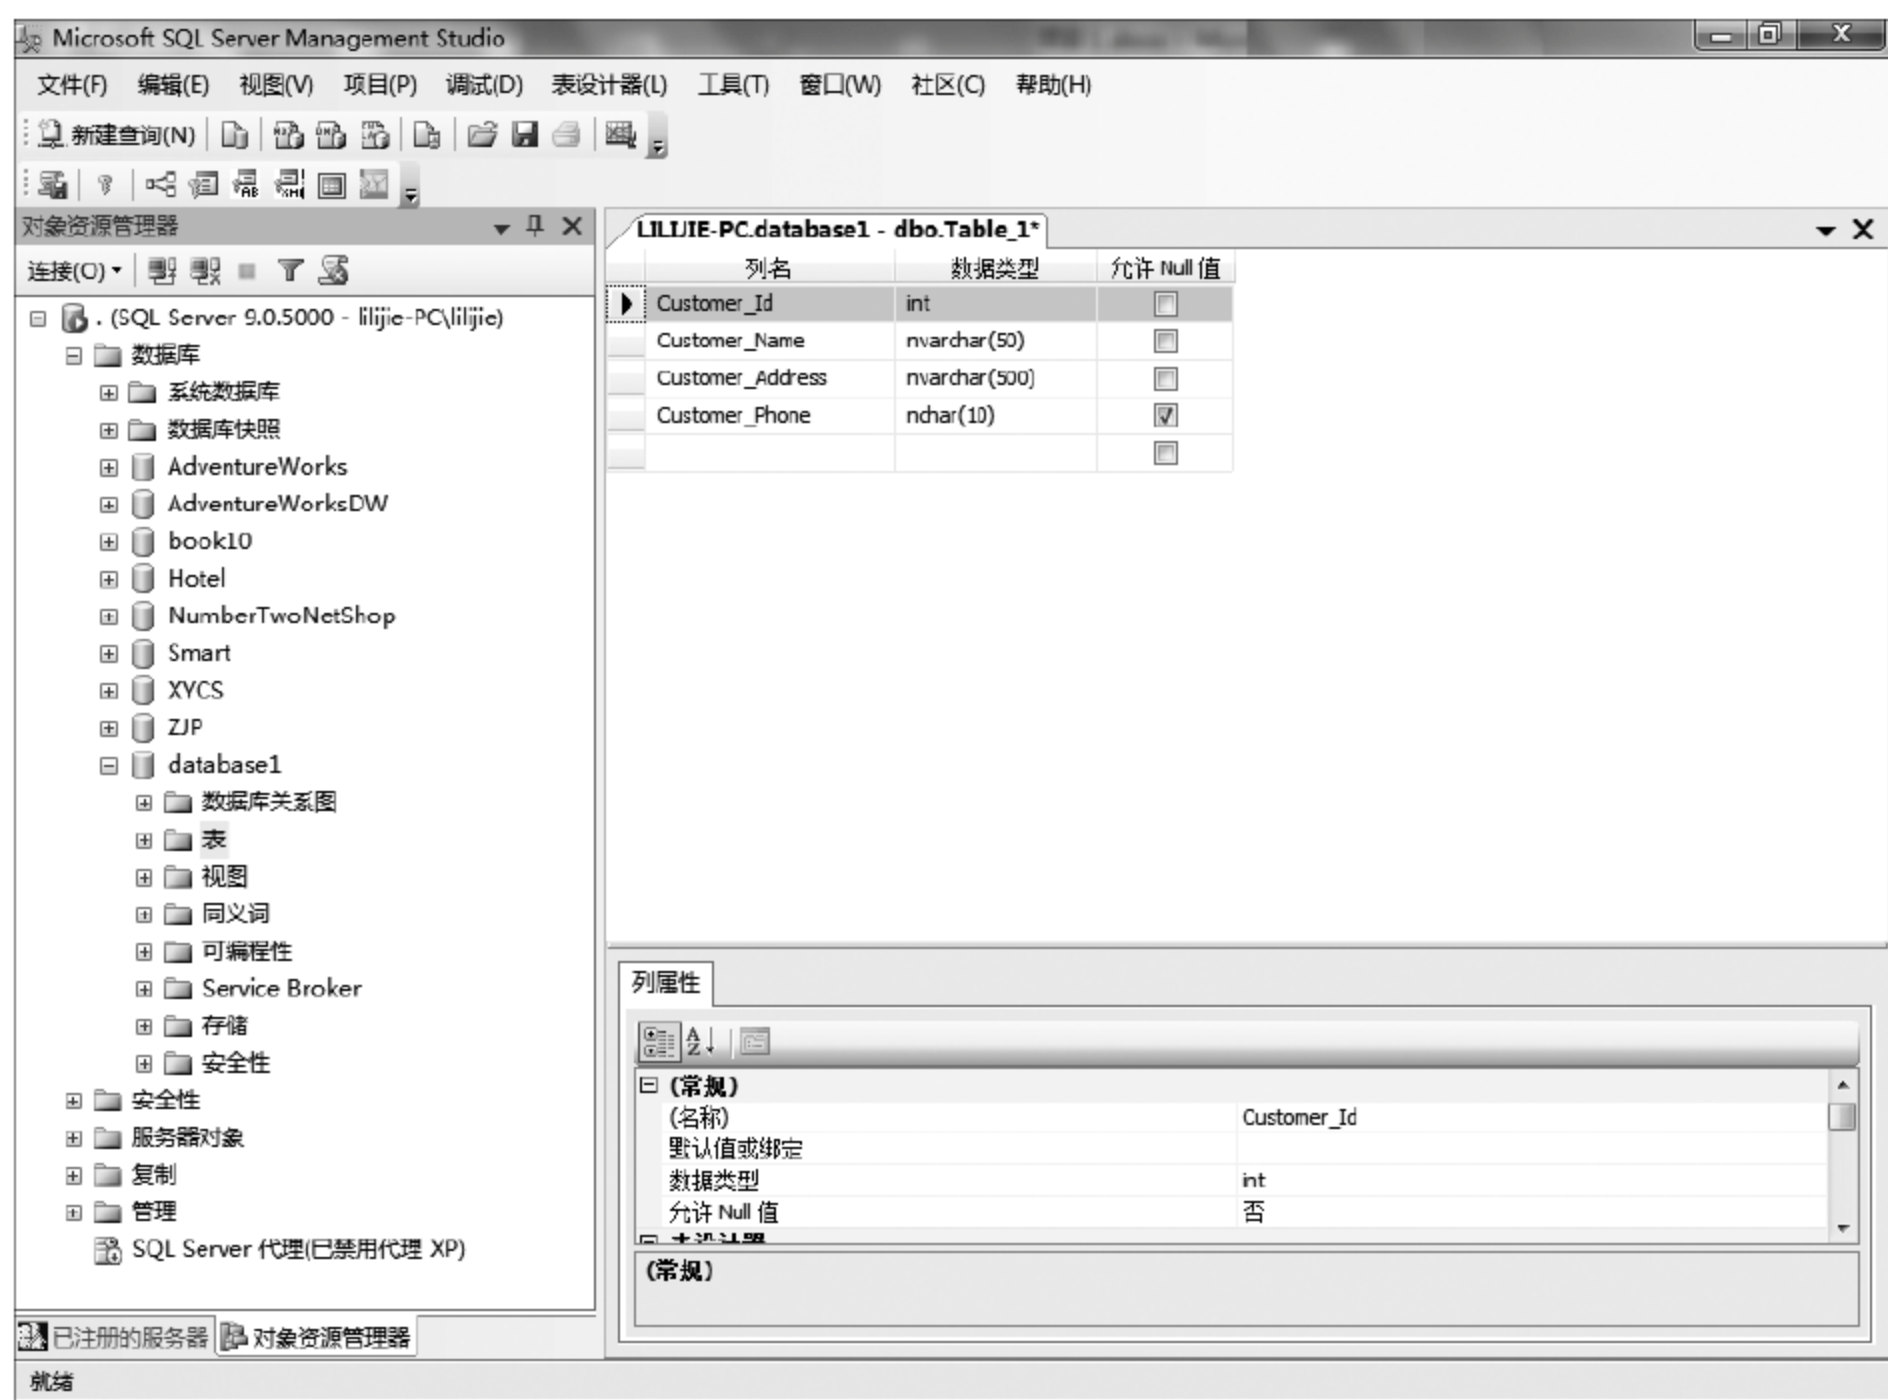 Microsoft SQL Server Management Studio
文件(F) 编辑(E) 视图(V) 项目(P) 调试(D) 表设计器(L) 工具(T) 窗口(W) 社区(C) 帮助(H)
新建查询(N)
对象资源管理器
连接(O)
. (SQL Server 9.0.5000 - lilijie-PC\lilijie)
数据库
系统数据库
数据库快照
AdventureWorks
AdventureWorksDW
book10
Hotel
NumberTwoNetShop
Smart
XYCS
ZJP
database1
数据库关系图
表
视图
同义词
可编程性
Service Broker
存储
安全性
安全性
服务器对象
复制
管理
SQL Server 代理(已禁用代理 XP)
已注册的服务器 对象资源管理器
LILIJIE-PC.database1 - dbo.Table_1*
列名 数据类型 允许 Null 值
Customer_Id int
Customer_Name nvarchar(50)
Customer_Address nvarchar(500)
Customer_Phone nchar(10)
列属性
(常规)
(名称) Customer_Id
默认值或绑定
数据类型 int
允许 Null 值 否
(常规)
就绪